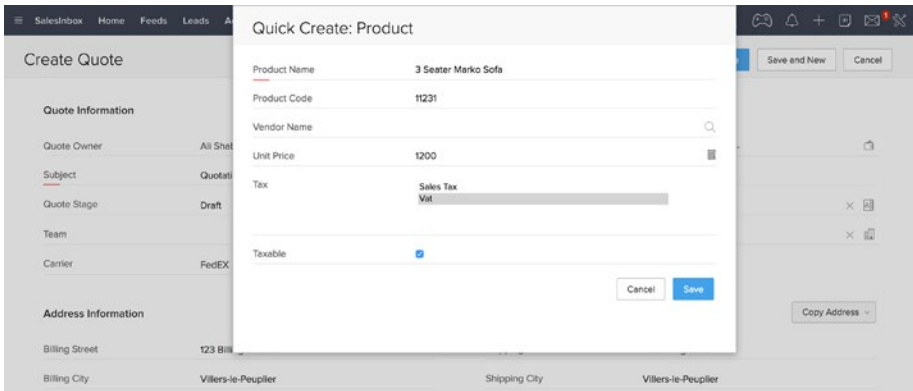 SalesInbox Home Feeds Leads
Quick Create: Product
Create Quote
Save and New Cancel
Product Name 3 Seater Marko Sofa
Product Code 11231
Quote Information
Vendor Name
Quote Owner Ali
Unit Price 1200
Subject
Tax Sales Tax
Vat
Quote Stage Draft
Team
Taxable
Carrier FedEX
Cancel Save
Address Information Copy Address
Billing Street 123
Billing City Villers-le-Peuplier Shipping City Villers-le-Peuplier